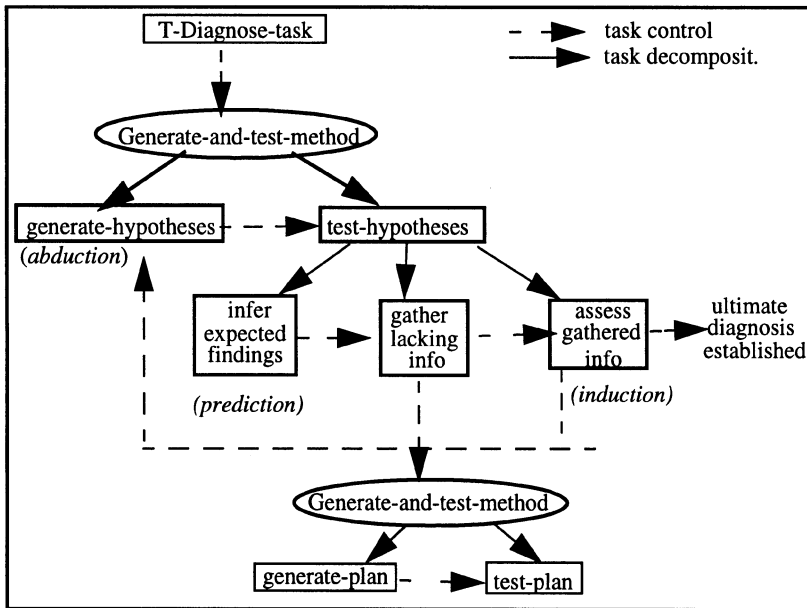 T-Diagnose-task
task control
task decomposit.
Generate-and-test-method
generate-hypotheses
test-hypotheses
(abduction)
infer
expected
findings
gather
lacking
info
assess
gathered
info
ultimate
diagnosis
established
(prediction)
(induction)
Generate-and-test-method
generate-plan
test-plan